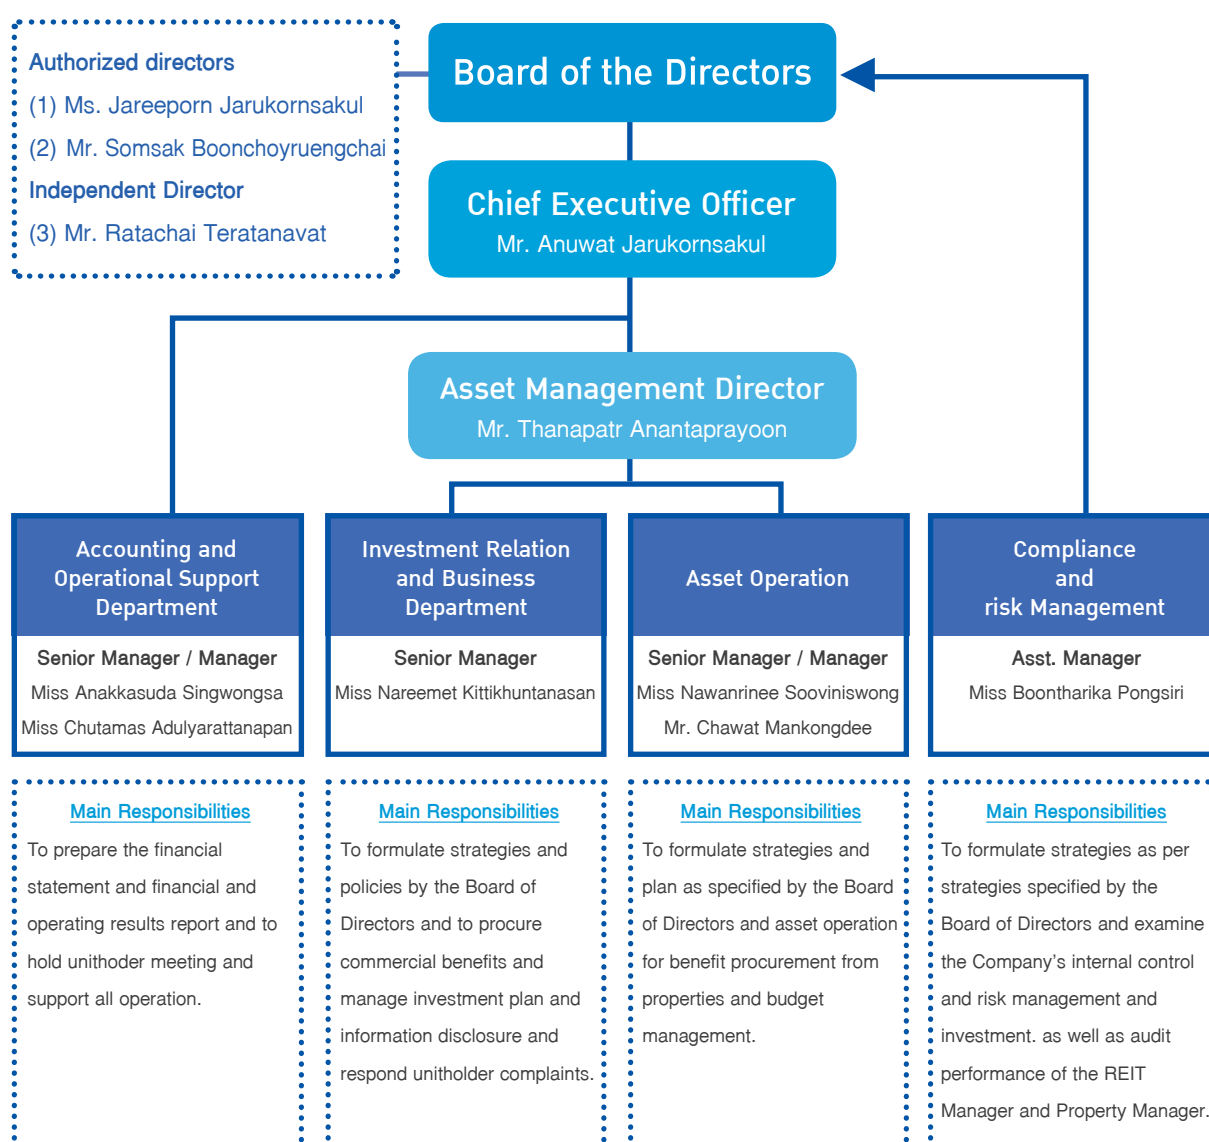 Authorized directors
(1) Ms. Jareeporn Jarukornsakul
(2) Mr. Somsak Boonchoyruengchai
Independent Director
(3) Mr. Ratachai Teratanavat
Board of the Directors
Chief Executive Officer
Mr. Anuwat Jarukornsakul
Asset Management Director
Mr. Thanapatr Anantaprayoon
Accounting and
Operational Support
Department
Senior Manager / Manager
Miss Anakkasuda Singwongsa
Miss Chutamas Adulyarattanapan
Investment Relation
and Business
Department
Senior Manager
Miss Nareemet Kittikhuntanasan
Asset Operation
Senior Manager / Manager
Miss Nawanrinee Sooviniswong
Mr. Chawat Mankongdee
Compliance
and
risk Management
Asst. Manager
Miss Boontharika Pongsiri
Main Responsibilities
To prepare the financial
statement and financial and
operating results report and to
hold unithoder meeting and
support all operation.
Main Responsibilities
To formulate strategies and
policies by the Board of
Directors and to procure
commercial benefits and
manage investment plan and
information disclosure and
respond unitholder complaints.
Main Responsibilities
To formulate strategies and
plan as specified by the Board
of Directors and asset operation
for benefit procurement from
properties and budget
management.
Main Responsibilities
To formulate strategies as per
strategies specified by the
Board of Directors and examine
the Company's internal control
and risk management and
investment. as well as audit
performance of the REIT
Manager and Property Manager.